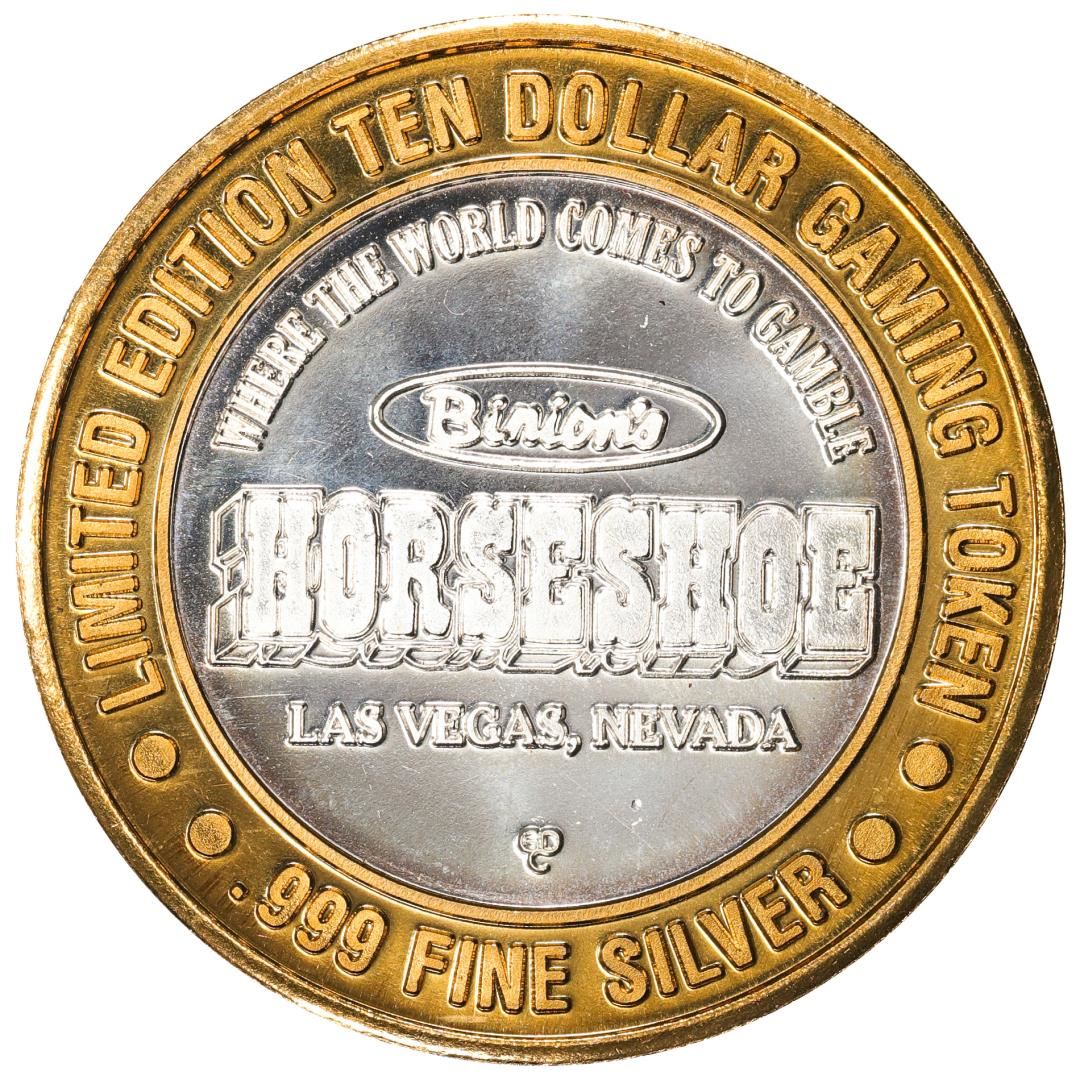 LIMITED EDITION TEN DOLLAR GAMING TOKEN
WHERE THE WORLD COMES TO GAMBLE
Binion's
HORSESHOE
LAS VEGAS, NEVADA
.999 FINE SILVER